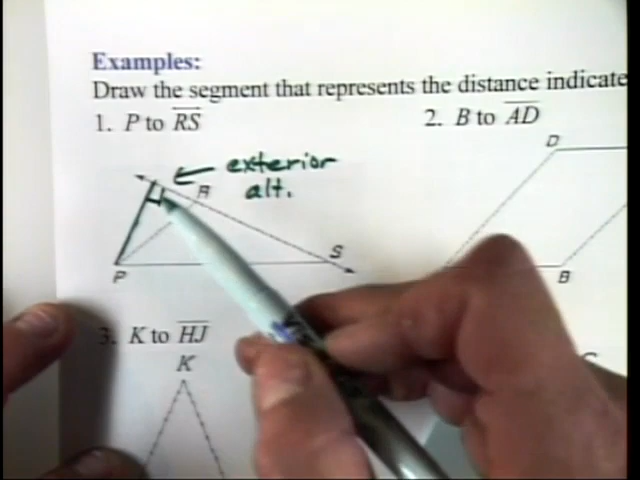 Examples:
Draw the segment that represents the distance indicate
1. P to RS
2. B to AD
exterior
alt.
R
S
P
D
B
3. K to HJ
K